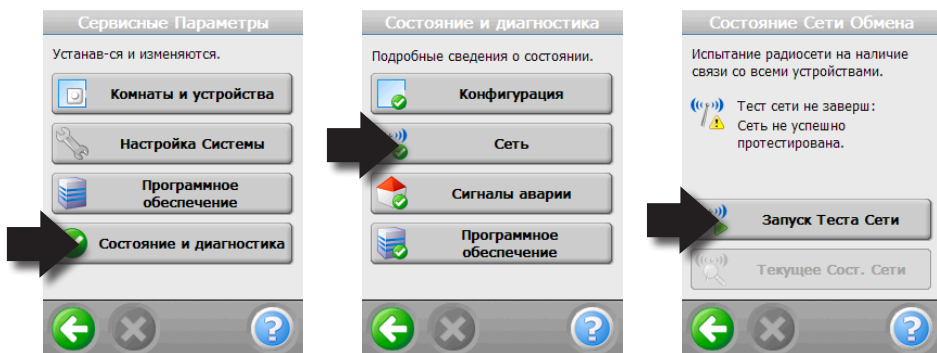 Сервисные Параметры
Устанав-ся и изменяются.
Комнаты и устройства
Настройка Системы
Программное
обеспечение
Состояние и диагностика
Состояние и диагностика
Подробные сведения о состоянии.
Конфигурация
Сеть
Сигналы аварии
Программное
обеспечение
Состояние Сети Обмена
Испытание радиосети на наличие
связи со всеми устройствами.
Тест сети не заверш:
Сеть не успешно
протестирована.
Запуск Теста Сети
Текущее Сост. Сети